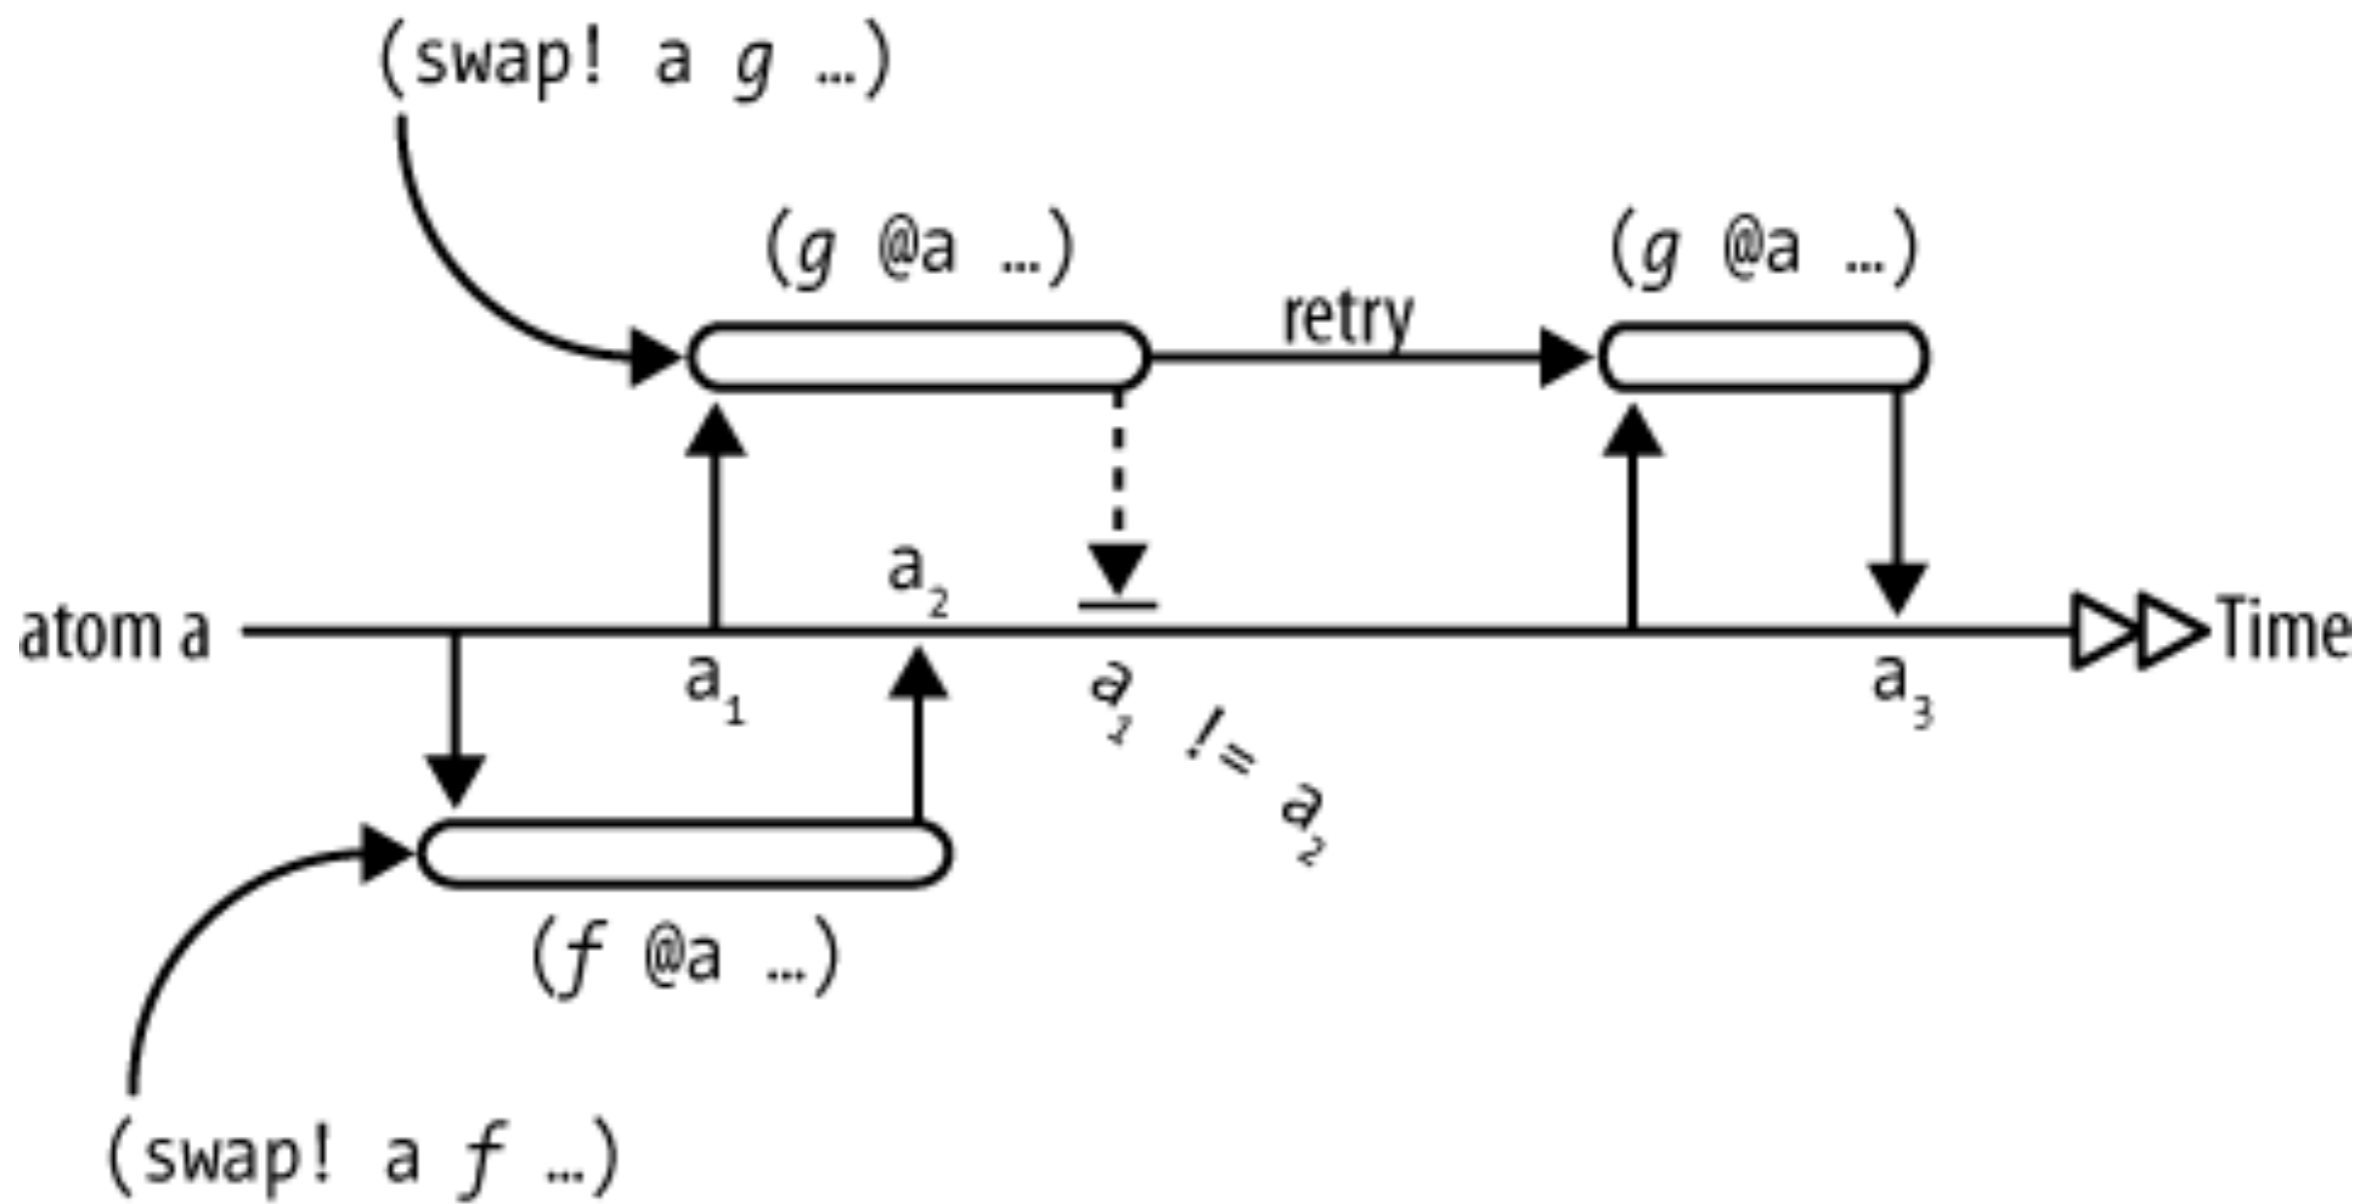 (swap! a g …)
(g @a …)
(g @a …)
retry
a₂
atom a
Time
a₁
a₁ != a₂
a₃
(f @a …)
(swap! a f …)